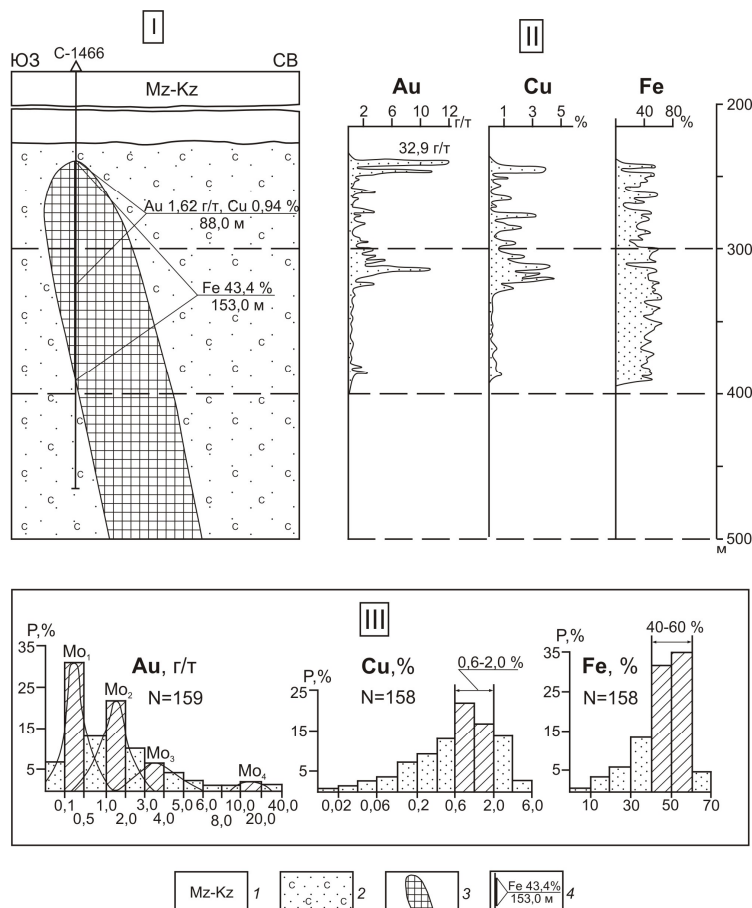 I
II
ЮЗ
С-1466
СВ
Mz-Kz
Au
Cu
Fe
2 6 10 12 г/т
1 3 5 %
40 80 %
200
32,9 г/т
с с с с с с
Au 1,62 г/т, Cu 0,94 %
88,0 м
300
Fe 43,4 %
153,0 м
400
500
м
III
P,%
35
25
15
5
Mo1
Mo2
Mo3
Mo4
Au, г/т
N=159
0,1 1,0 3,0 5,0 6,0 10,0 40,0
0,5 2,0 4,0 8,0 20,0
P,%
25
15
5
Cu,%
N=158
0,6-2,0 %
0,02 0,06 0,2 0,6 2,0 6,0
P,%
35
25
15
5
Fe, %
N=158
40-60 %
10 30 50 70
Mz-Kz 1
с с с с с 2
3
Fe 43,4%
153,0 м
4